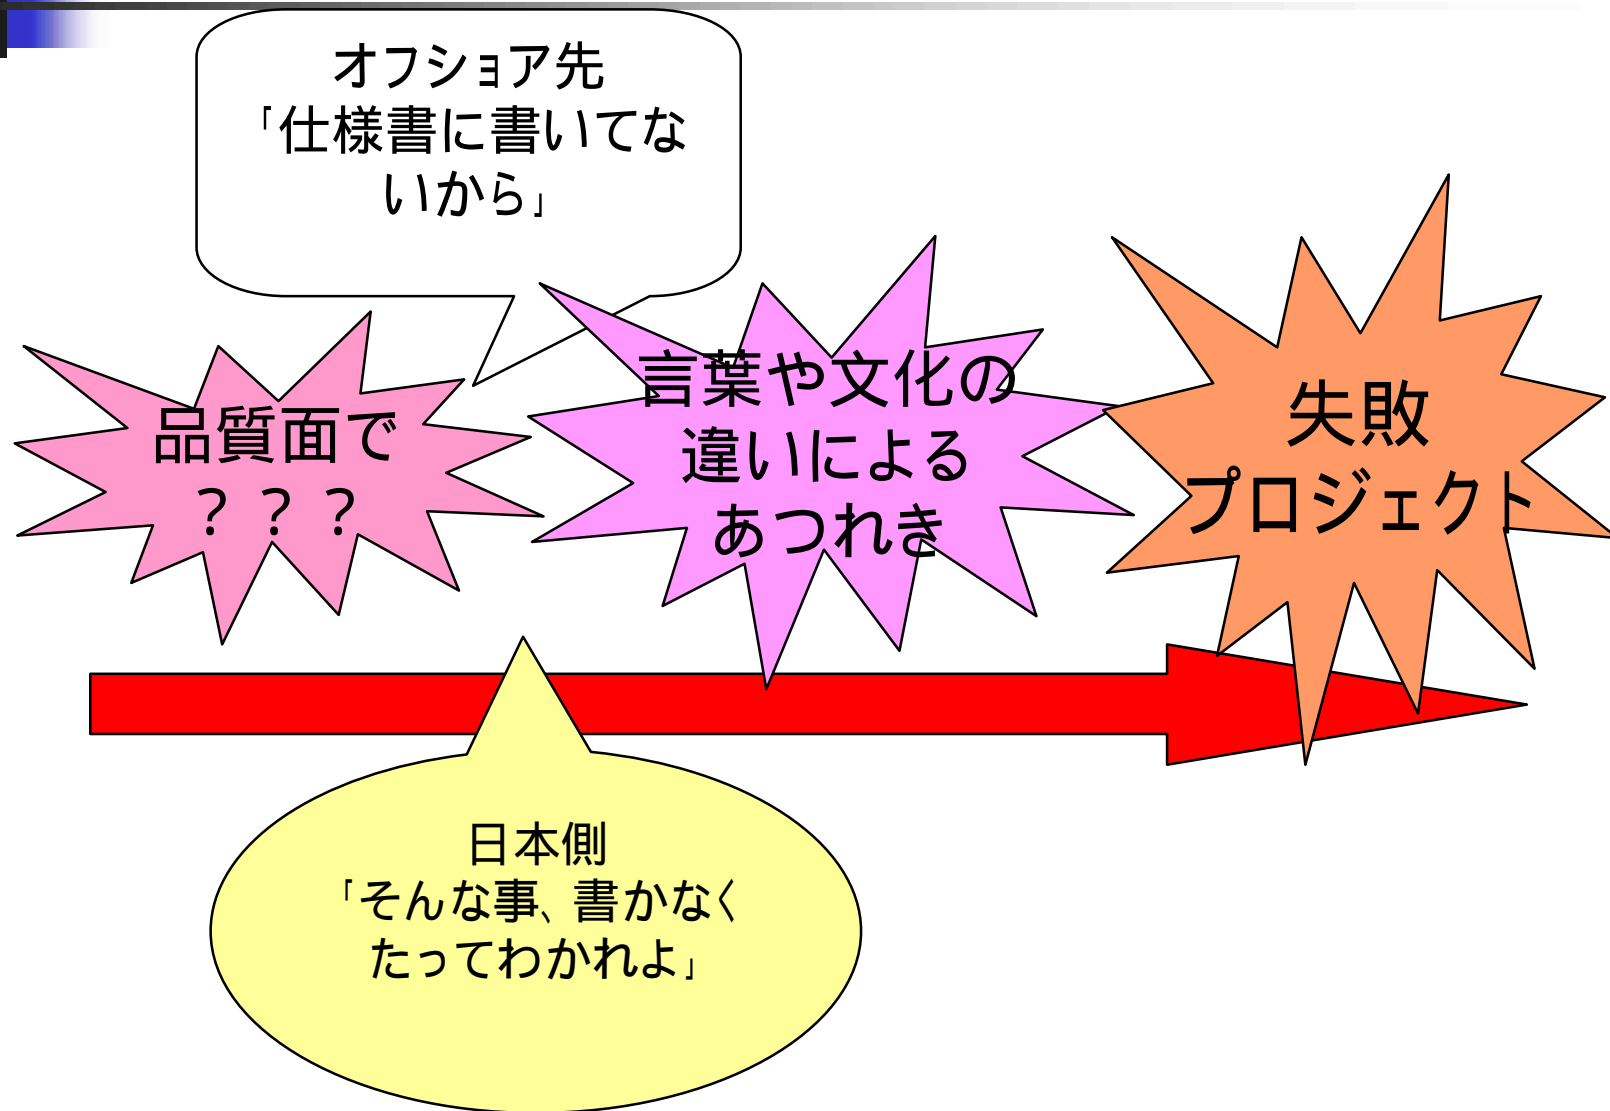 オフショア先
「仕様書に書いてな
いから」
品質面で
？？？
言葉や文化の
違いによる
あつれき
失敗
プロジェクト
日本側
「そんな事、書かなく
たってわかれよ」